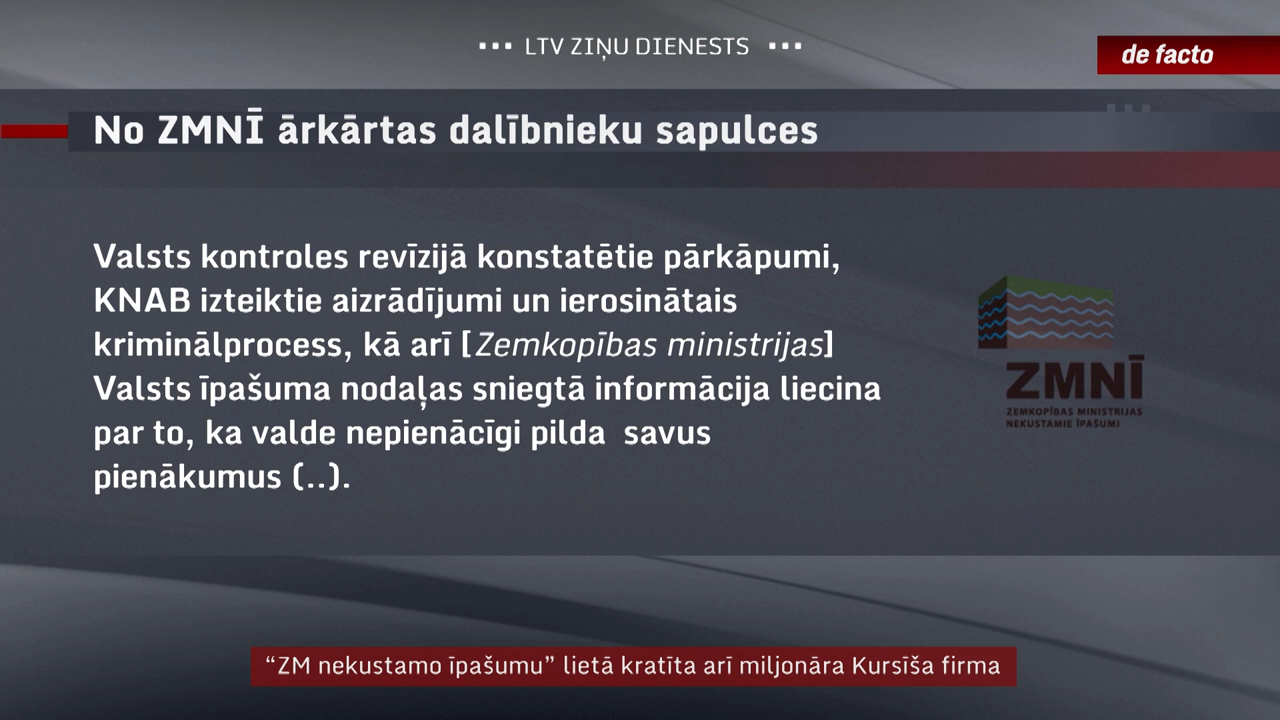 LTV ZIŅU DIENESTS
de facto
No ZMNĪ ārkārtas dalībnieku sapulces
Valsts kontroles revīzijā konstatētie pārkāpumi,
KNAB izteiktie aizrādījumi un ierosinātais
kriminālprocess, kā arī [Zemkopības ministrijas]
Valsts īpašuma nodaļas sniegtā informācija liecina
par to, ka valde nepienācīgi pilda savus
pienākumus (..).
ZMNĪ
ZEMKOPĪBAS MINISTRIJAS
NEKUSTAMIE ĪPAŠUMI
“ZM nekustamo īpašumu” lietā kratīta arī miljonāra Kursīša firma